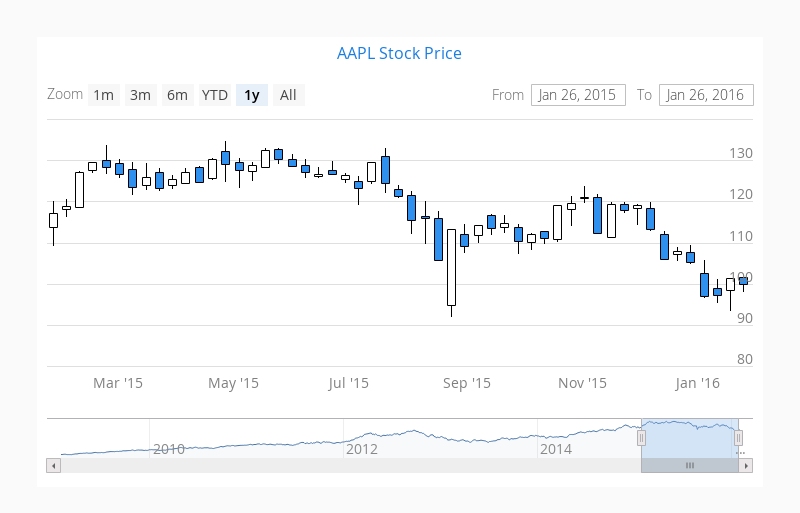 AAPL Stock Price
Zoom 1m 3m 6m YTD 1y All From Jan 26, 2015 To Jan 26, 2016
130
120
110
100
90
80
Mar '15 May '15 Jul '15 Sep '15 Nov '15 Jan '16
2010 2012 2014 ...